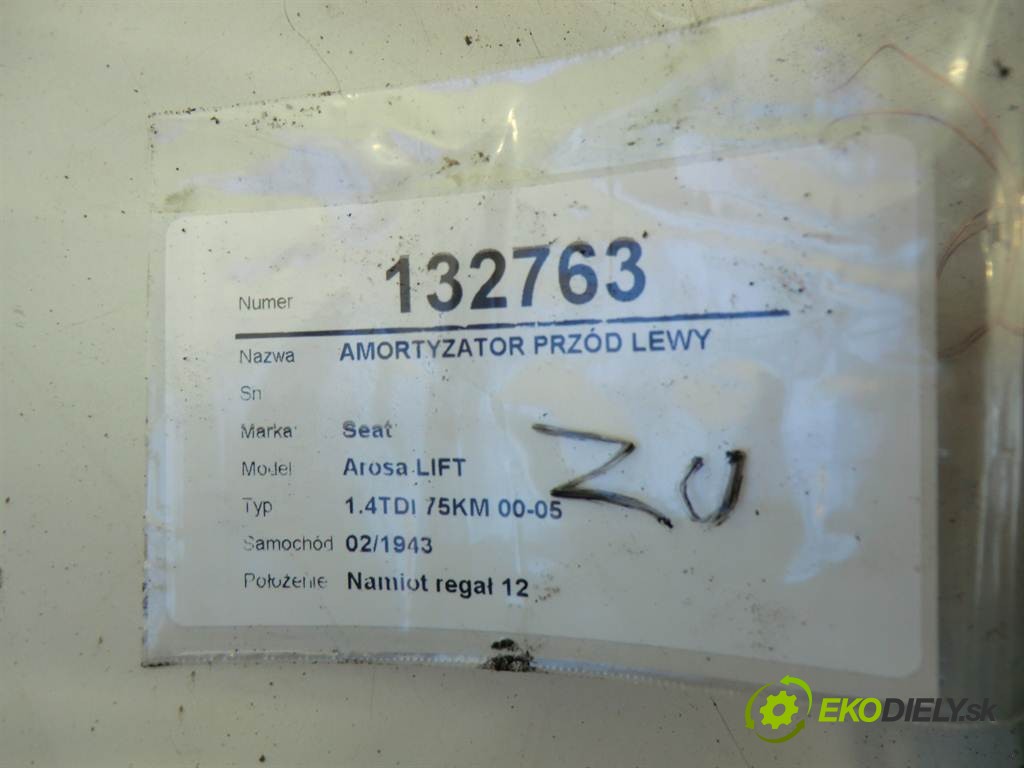 Numer 132763
Nazwa AMORTYZATOR PRZÓD LEWY
Sn
Marka Seat
Model Arosa LIFT
Typ 1.4TDI 75KM 00-05
Samochód 02/1943
Położenie Namiot regał 12
ZU
EKODIELY.sk